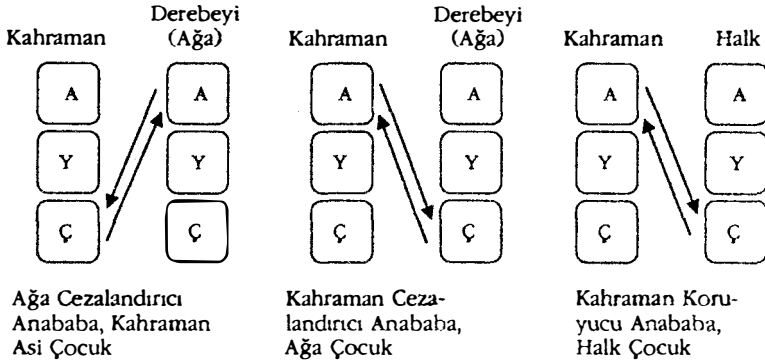 Kahraman
Derebeyi
(Ağa)
A
Y
Ç
A
Y
Ç
Ağa Cezalandırıcı
Anababa, Kahraman
Asi Çocuk
Kahraman
Derebeyi
(Ağa)
A
Y
Ç
A
Y
Ç
Kahraman Ceza-
landırıcı Anababa,
Ağa Çocuk
Kahraman
Halk
A
Y
Ç
A
Y
Ç
Kahraman Koru-
yucu Anababa,
Halk Çocuk